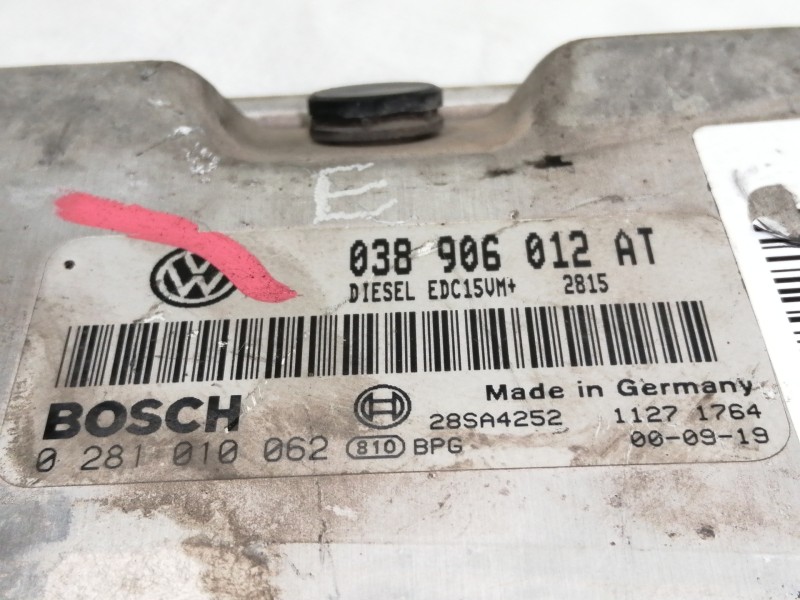 E
VW
038 906 012 AT
DIESEL EDC15VM+ 2815
Made in Germany
BOSCH 28SA4252 1127 1764
0 281 010 062 810 BPG 00-09-19